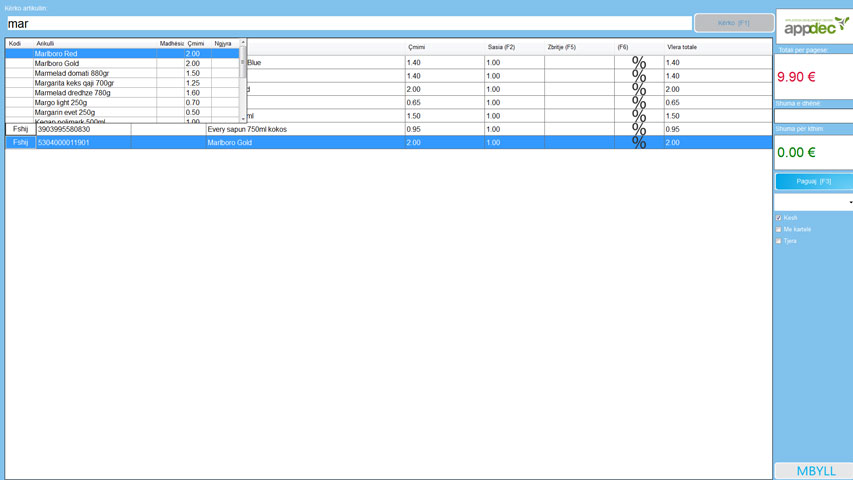 Kërko artikulin:
mar
Kërko [F1]
appdec
Kodi Artikulli Madhësia Çmimi Ngyra
Çmimi Sasia (F2) Zbritje (F5) (F6) Vlera totale
Marlboro Red 2.00
Marlboro Gold 2.00
Marmelad domati 880gr 1.50
Margarita keks qaji 700gr 1.25
Marmelad dredhze 780g 1.60
Margo light 250g 0.70
Margarin evet 250g 0.50
Kegan polimark 500ml 1.00
Blue 1.40 1.00 % 1.40
1.40 1.00 % 1.40
d 2.00 1.00 % 2.00
0.65 1.00 % 0.65
ml 1.50 1.00 % 1.50
Fshij 3903995580830 Every sapun 750ml kokos 0.95 1.00 % 0.95
Fshij 5304000011901 Marlboro Gold 2.00 1.00 % 2.00
Totali per pagese:
9.90 €
Shuma e dhënë:
Shuma për kthim:
0.00 €
Paguaj [F3]
Kesh
Me kartelë
Tjera
MBYLL